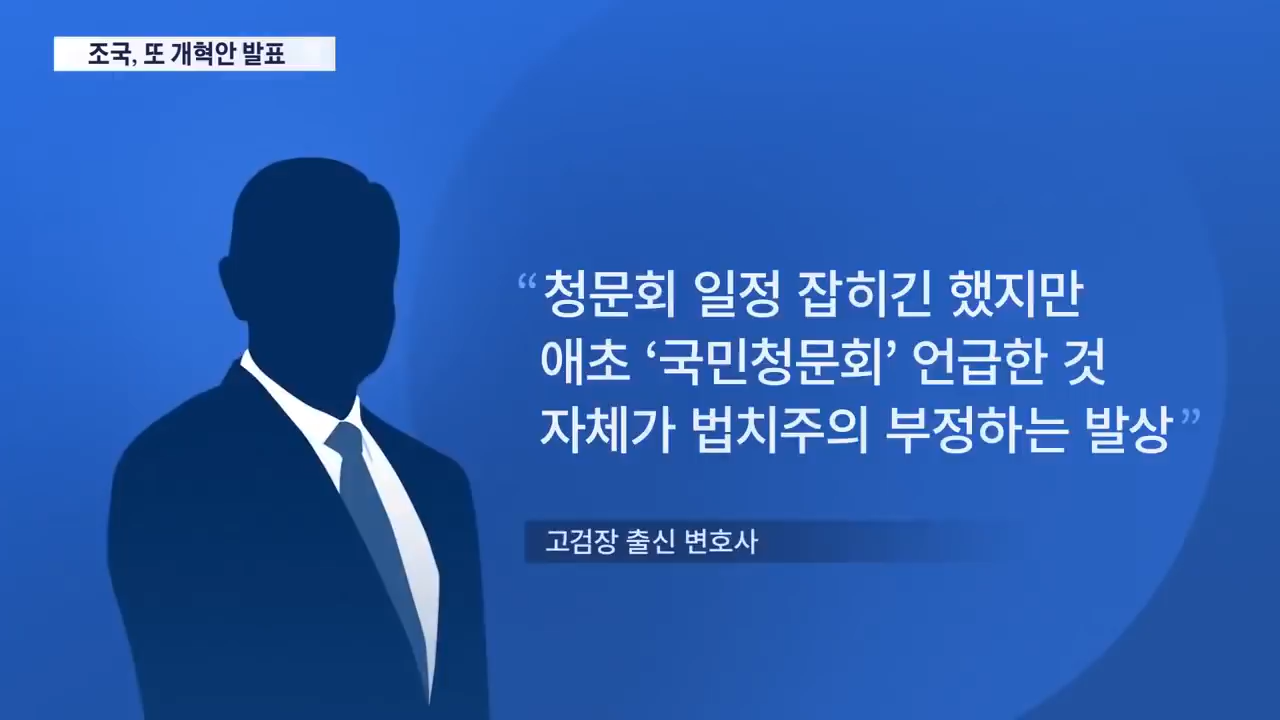 조국, 또 개혁안 발표
“청문회 일정 잡히긴 했지만
애초 ‘국민청문회’ 언급한 것
자체가 법치주의 부정하는 발상”
고검장 출신 변호사